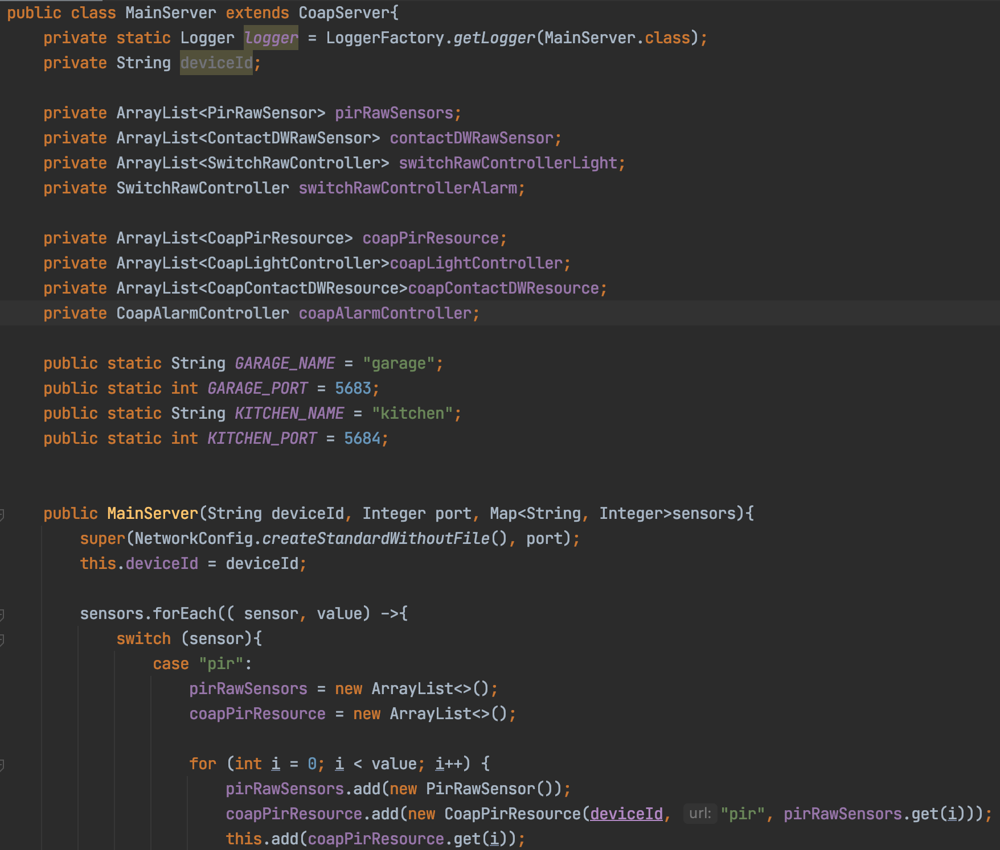 public class MainServer extends CoapServer{
    private static Logger logger = LoggerFactory.getLogger(MainServer.class);
    private String deviceId;

    private ArrayList<PirRawSensor> pirRawSensors;
    private ArrayList<ContactDWRawSensor> contactDWRawSensor;
    private ArrayList<SwitchRawController> switchRawControllerLight;
    private SwitchRawController switchRawControllerAlarm;

    private ArrayList<CoapPirResource> coapPirResource;
    private ArrayList<CoapLightController>coapLightController;
    private ArrayList<CoapContactDWResource>coapContactDWResource;
    private CoapAlarmController coapAlarmController;

    public static String GARAGE_NAME = "garage";
    public static int GARAGE_PORT = 5683;
    public static String KITCHEN_NAME = "kitchen";
    public static int KITCHEN_PORT = 5684;

    public MainServer(String deviceId, Integer port, Map<String, Integer>sensors){
        super(NetworkConfig.createStandardWithoutFile(), port);
        this.deviceId = deviceId;

        sensors.forEach(( sensor, value) ->{
            switch (sensor){
                case "pir":
                    pirRawSensors = new ArrayList<>();
                    coapPirResource = new ArrayList<>();

                    for (int i = 0; i < value; i++) {
                        pirRawSensors.add(new PirRawSensor());
                        coapPirResource.add(new CoapPirResource(deviceId, url: "pir", pirRawSensors.get(i)));
                        this.add(coapPirResource.get(i));